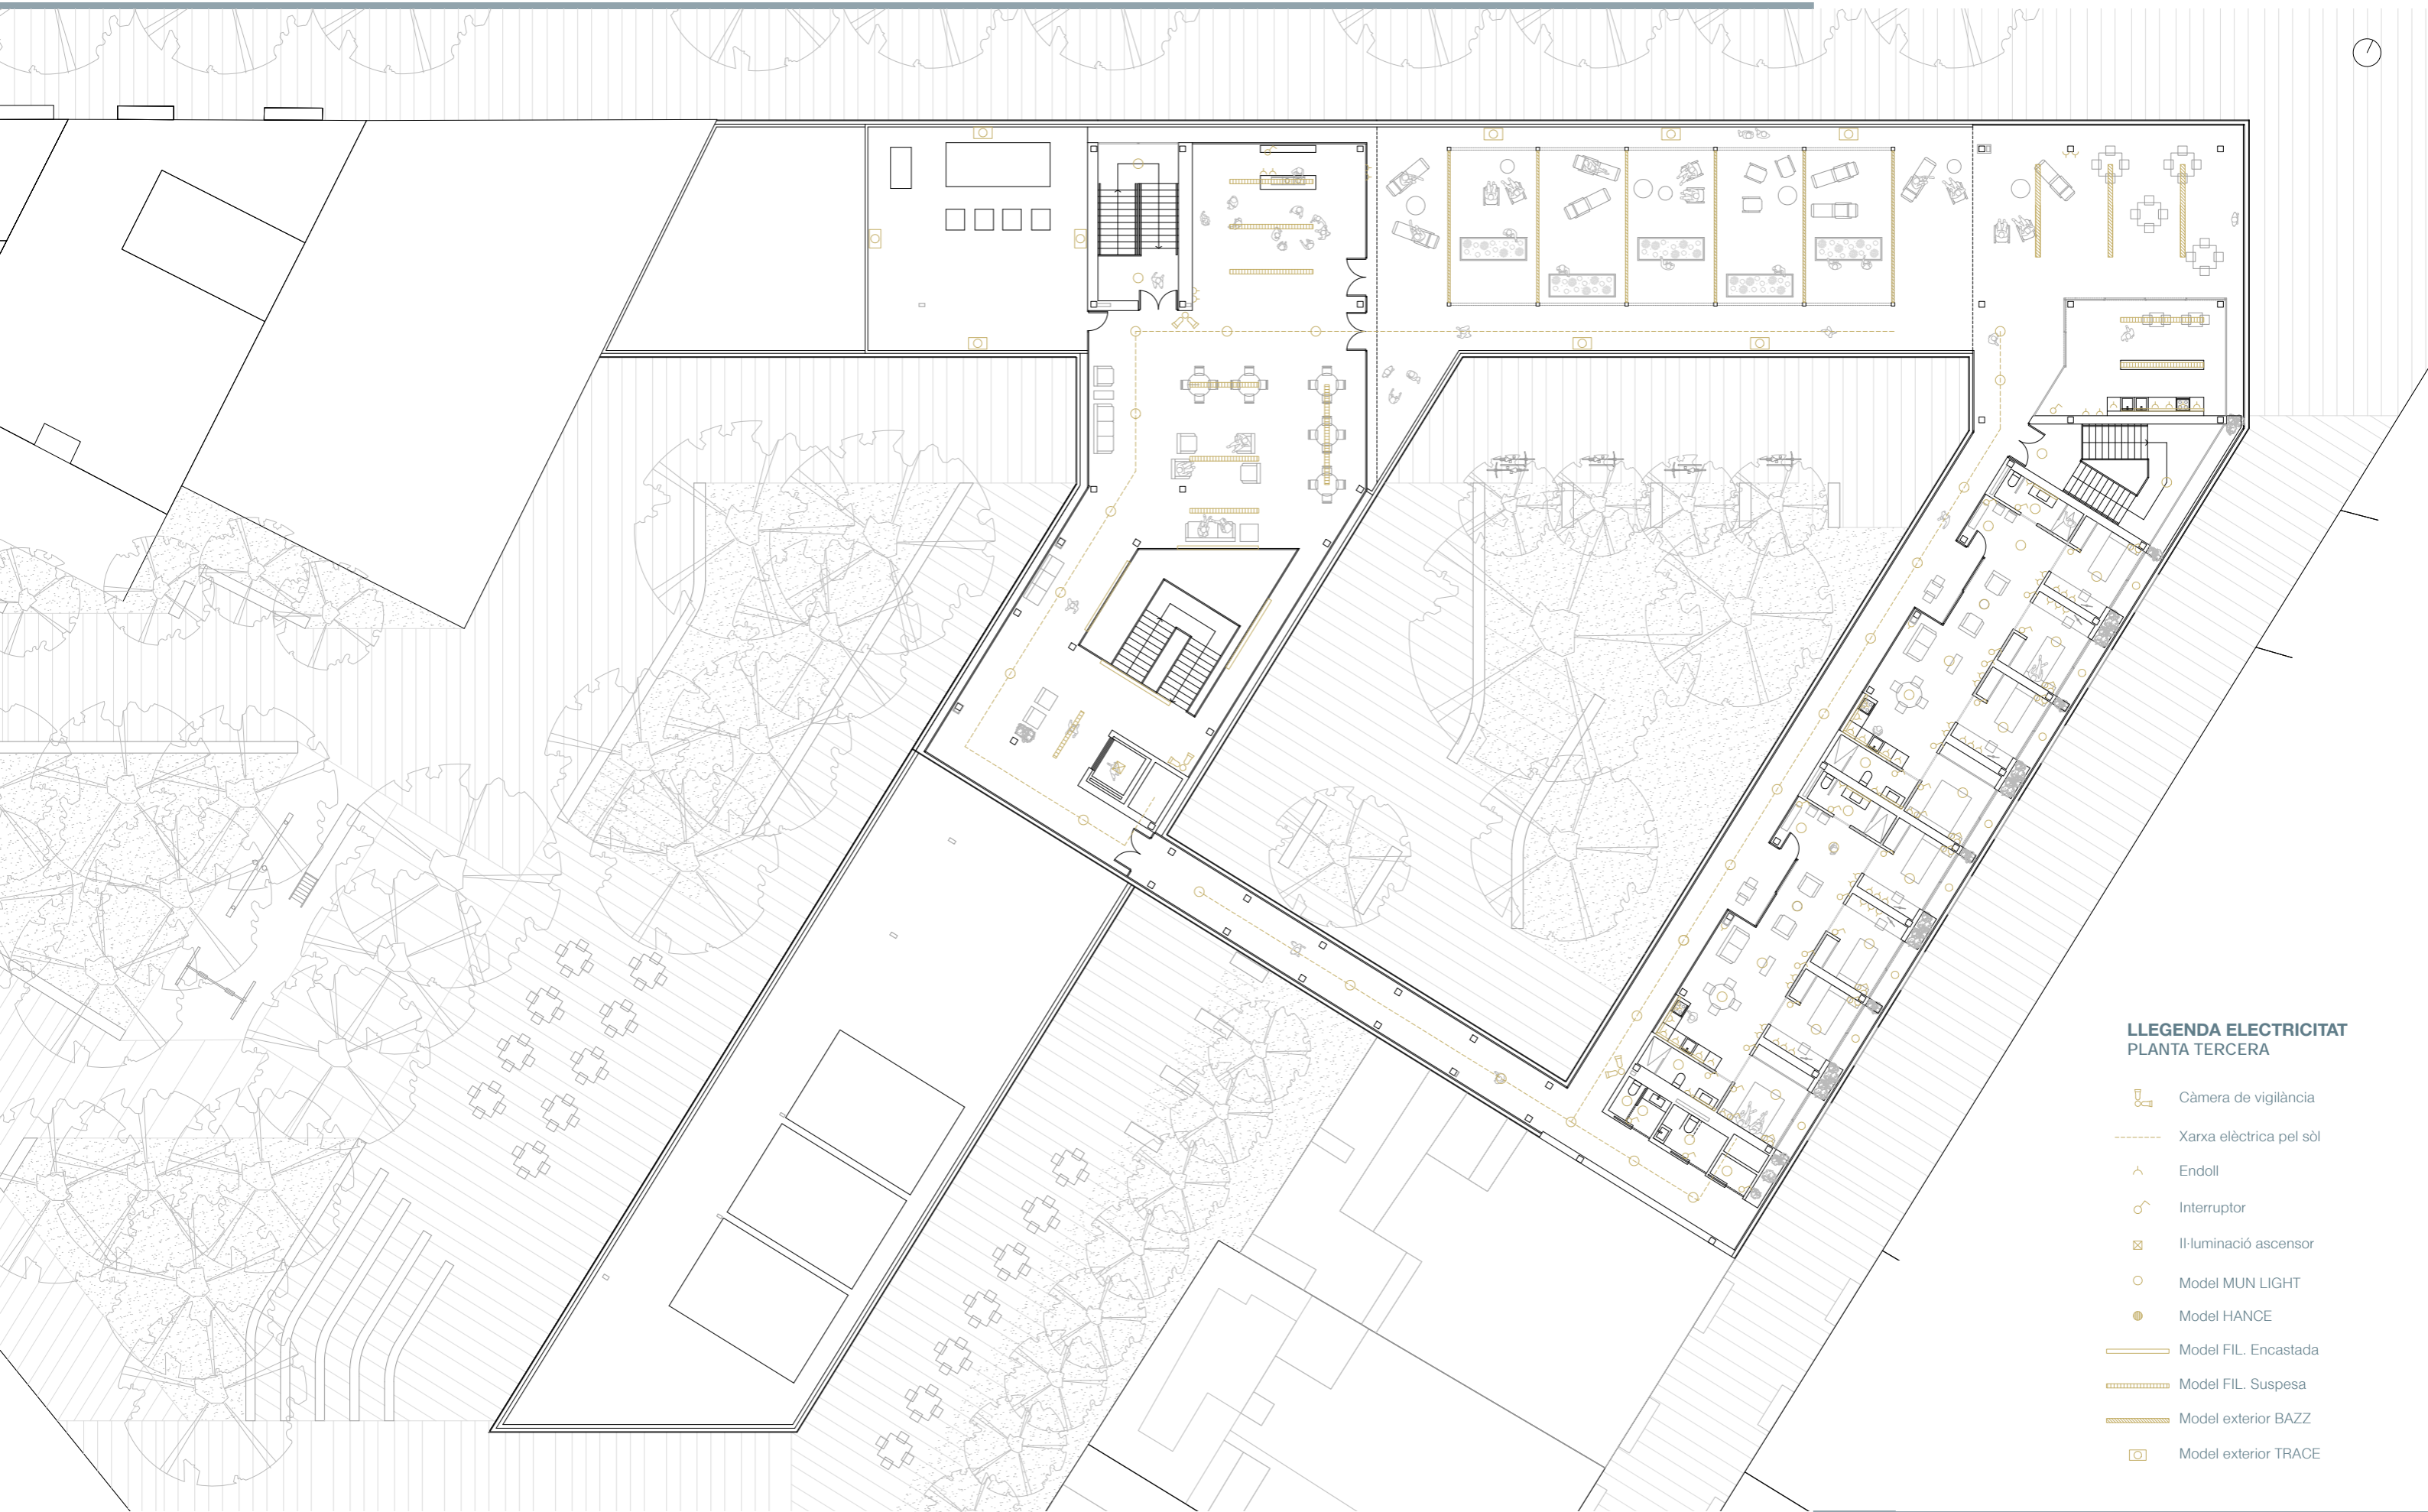 LLEGENDA ELECTRICITAT
PLANTA TERCERA
Càmera de vigilància
Xarxa elèctrica pel sòl
Endoll
Interruptor
Il·luminació ascensor
Model MUN LIGHT
Model HANCE
Model FIL. Encastada
Model FIL. Suspesa
Model exterior BAZZ
Model exterior TRACE